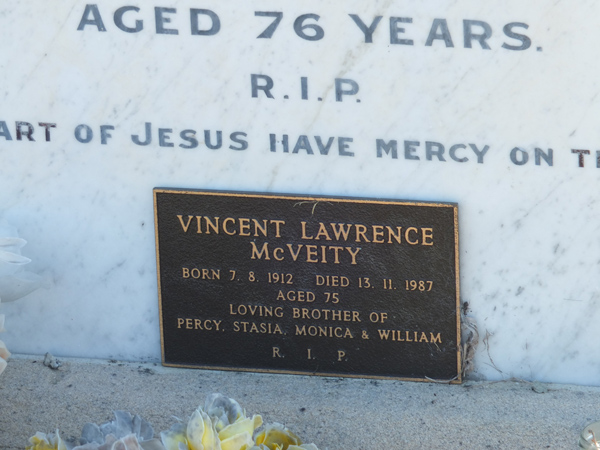 AGED 76 YEARS.
R.I.P.
ART OF JESUS HAVE MERCY ON
VINCENT LAWRENCE
McVEITY
BORN 7. 8. 1912 DIED 13. 11. 1987
AGED 75
LOVING BROTHER OF
PERCY, STASIA, MONICA & WILLIAM
R. I. P.